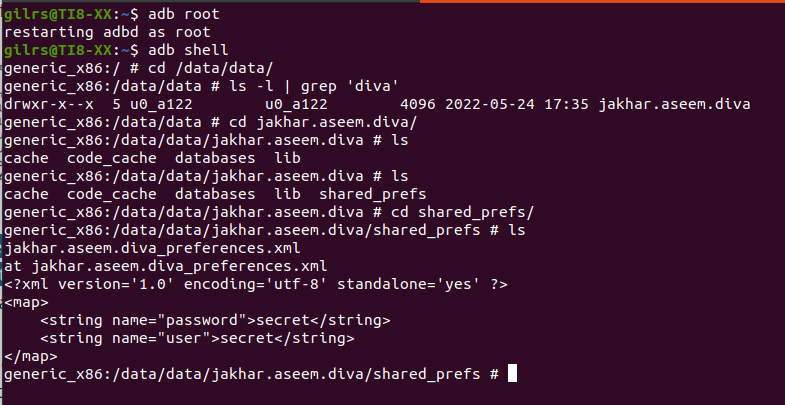 gilrs@TI8-XX:~$ adb root
restarting adbd as root
gilrs@TI8-XX:~$ adb shell
generic_x86:/ # cd /data/data/
generic_x86:/data/data # ls -l | grep 'diva'
drwxr-x--x  5 u0_a122        u0_a122        4096 2022-05-24 17:35 jakhar.aseem.diva
generic_x86:/data/data # cd jakhar.aseem.diva/
generic_x86:/data/data/jakhar.aseem.diva # ls
cache  code_cache  databases  lib
generic_x86:/data/data/jakhar.aseem.diva # ls
cache  code_cache  databases  lib  shared_prefs
generic_x86:/data/data/jakhar.aseem.diva # cd shared_prefs/
generic_x86:/data/data/jakhar.aseem.diva/shared_prefs # ls
jakhar.aseem.diva_preferences.xml
at jakhar.aseem.diva_preferences.xml
<?xml version='1.0' encoding='utf-8' standalone='yes' ?>
<map>
    <string name="password">secret</string>
    <string name="user">secret</string>
</map>
generic_x86:/data/data/jakhar.aseem.diva/shared_prefs #